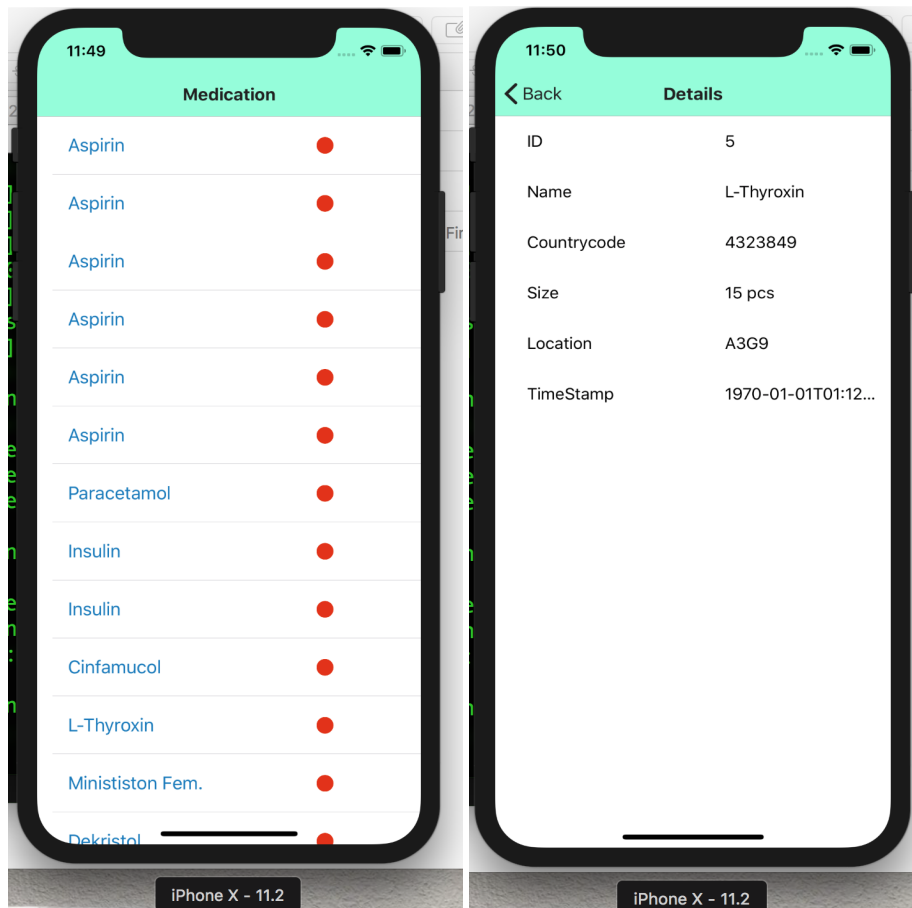 11:49
Medication
Aspirin
Aspirin
Aspirin
Aspirin
Aspirin
Aspirin
Paracetamol
Insulin
Insulin
Cinfamucol
L-Thyroxin
Minististon Fem.
Dekristol
iPhone X - 11.2
11:50
Back
Details
ID 5
Name L-Thyroxin
Countrycode 4323849
Size 15 pcs
Location A3G9
TimeStamp 1970-01-01T01:12...
iPhone X - 11.2